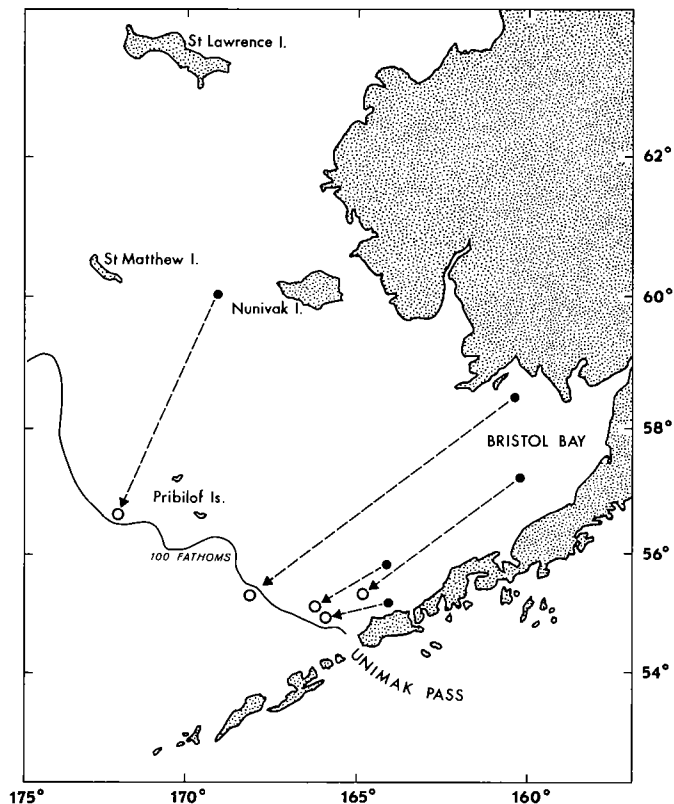 St Lawrence I.
62°
St Matthew I.
60°
Nunivak I.
58°
BRISTOL BAY
Pribilof Is.
56°
100 FATHOMS
54°
UNIMAK PASS
175°
170°
165°
160°